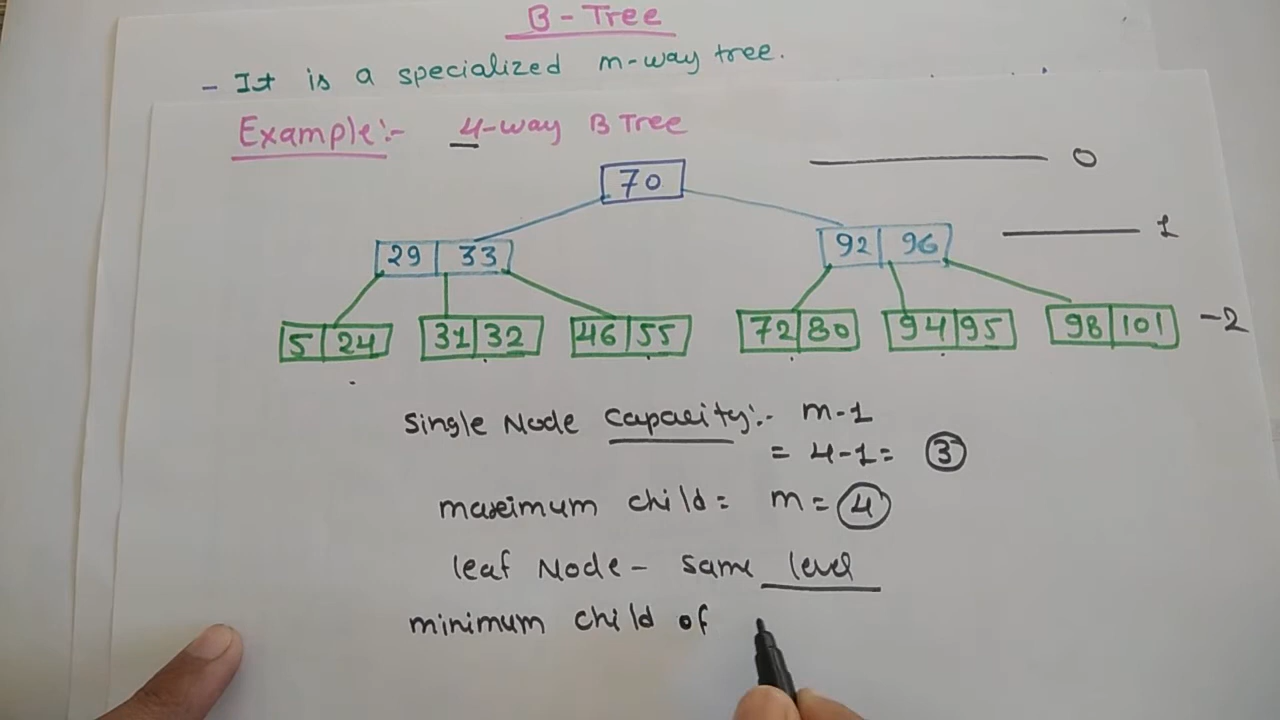 B-Tree
- It is a specialized m-way tree.
Example:- 4-way B Tree
70 0
29 33 92 96 1
5 24 31 32 46 55 72 80 94 95 98 101 -2
Single Node Capacity:- m-1
= 4-1= 3
maximum child = m = 4
leaf Node - same level
minimum child of